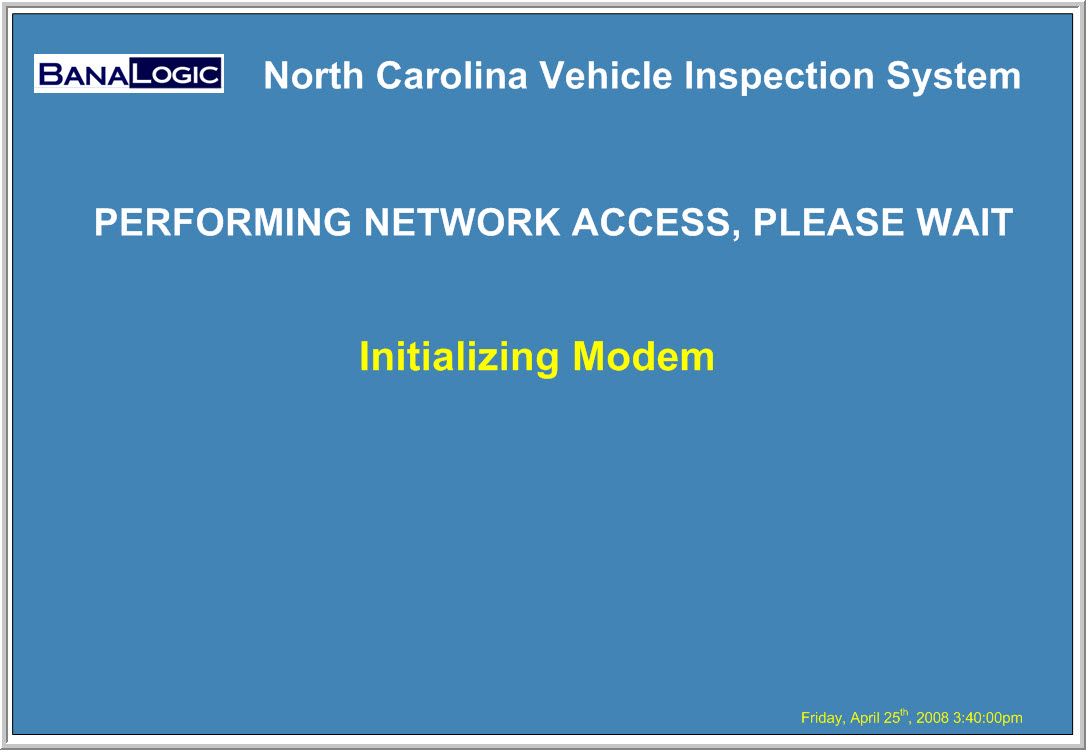 BANALOGIC North Carolina Vehicle Inspection System
PERFORMING NETWORK ACCESS, PLEASE WAIT
Initializing Modem
Friday, April 25th, 2008 3:40:00pm